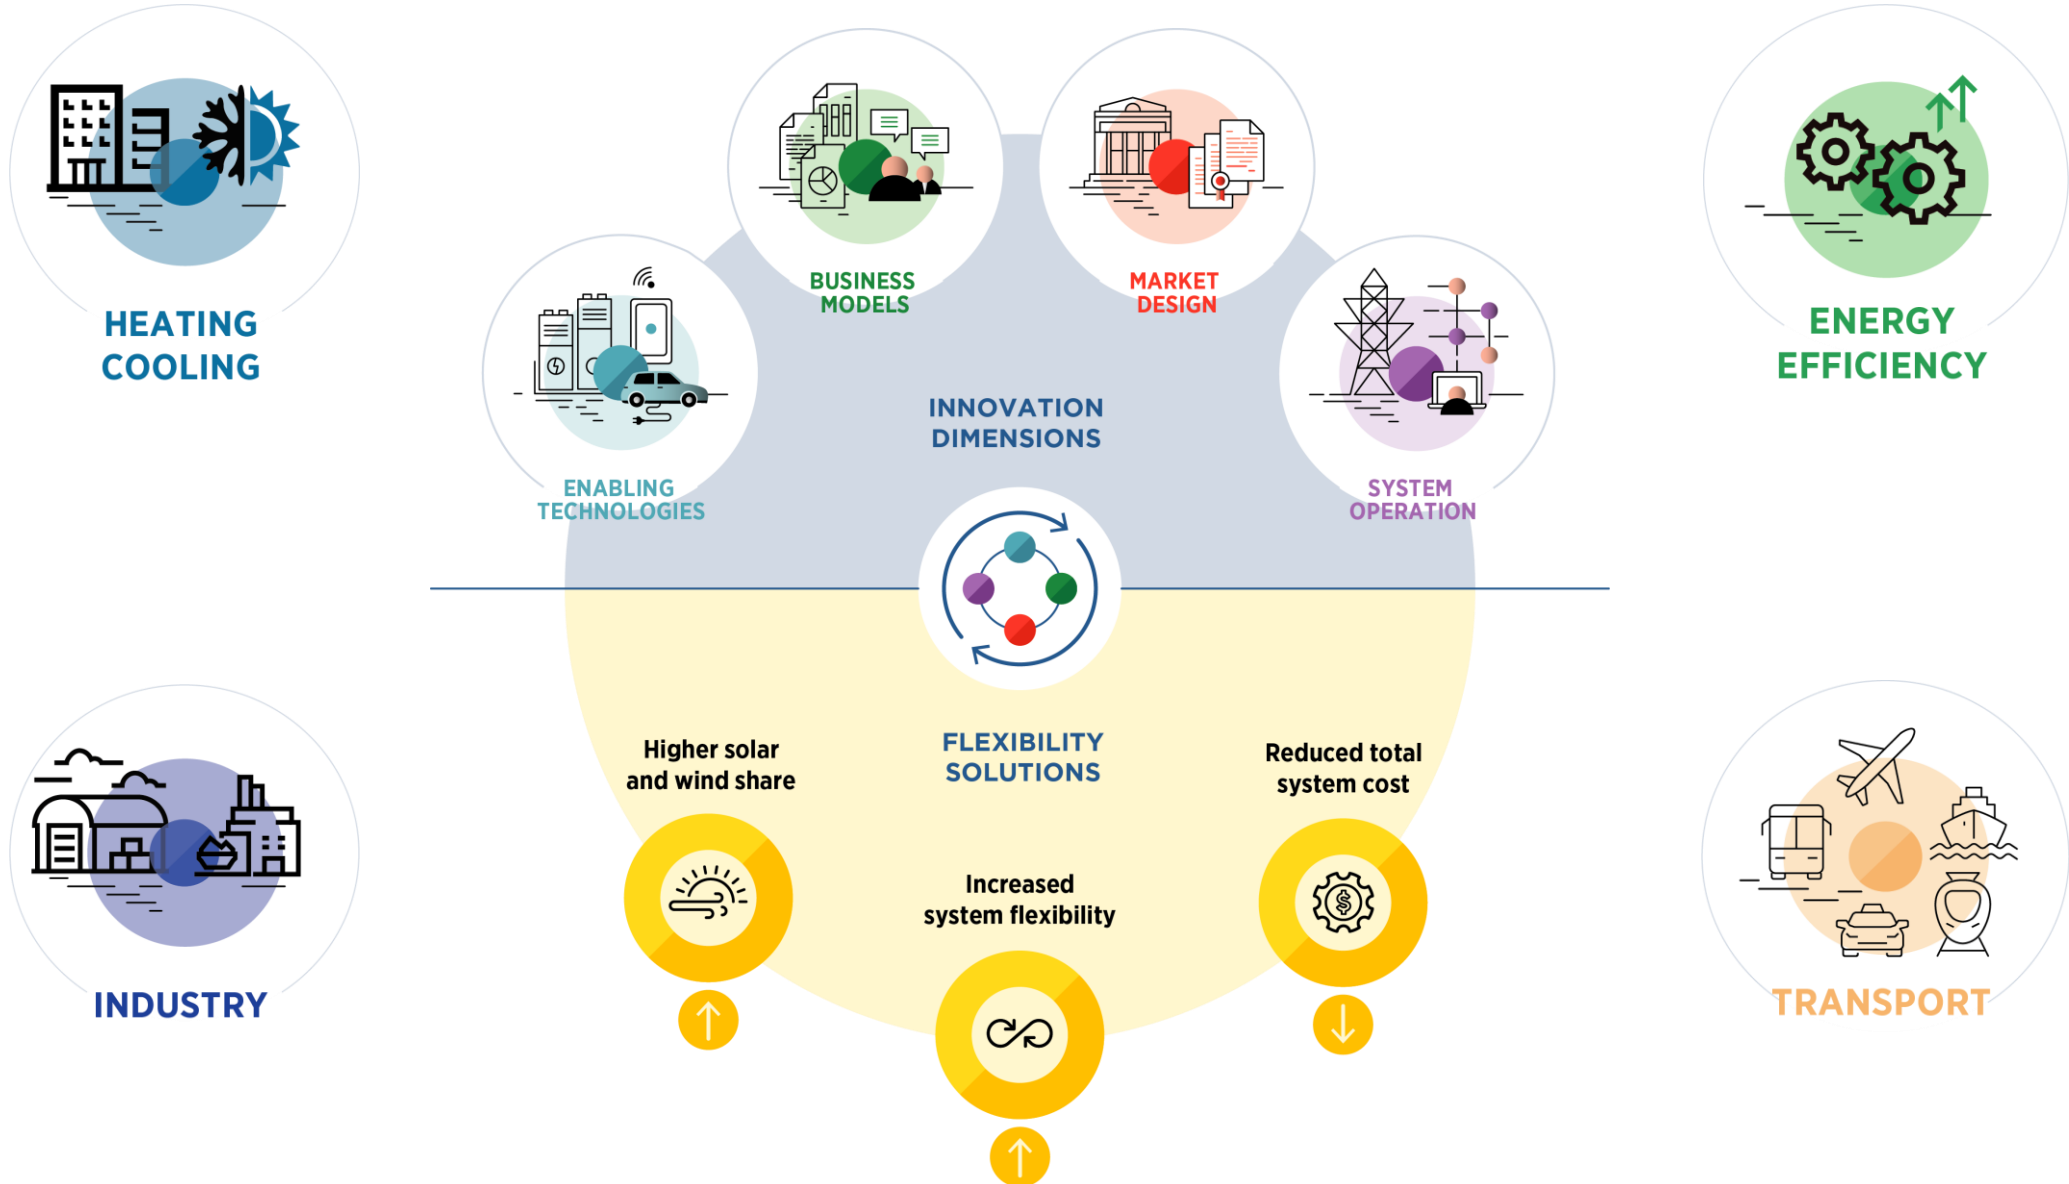 HEATING
COOLING
BUSINESS
MODELS
MARKET
DESIGN
ENERGY
EFFICIENCY
ENABLING
TECHNOLOGIES
INNOVATION
DIMENSIONS
SYSTEM
OPERATION
INDUSTRY
Higher solar
and wind share
FLEXIBILITY
SOLUTIONS
Reduced total
system cost
Increased
system flexibility
$
TRANSPORT